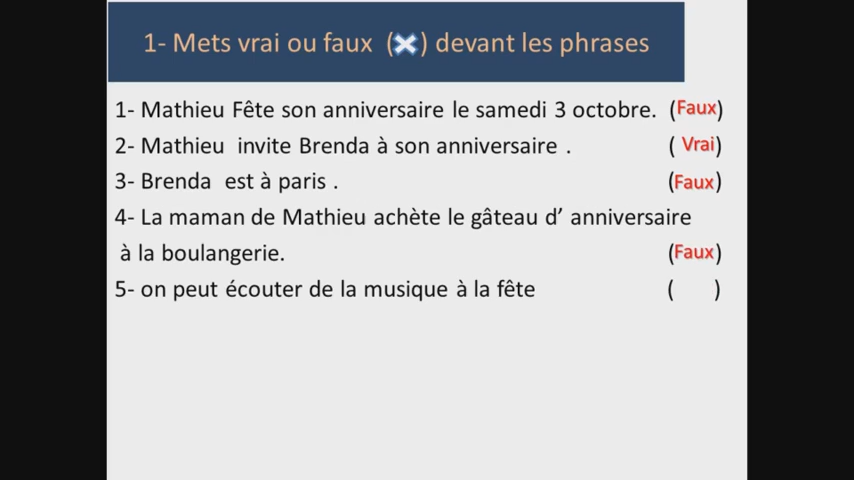 1- Mets vrai ou faux (✖) devant les phrases
1- Mathieu Fête son anniversaire le samedi 3 octobre. (Faux)
2- Mathieu invite Brenda à son anniversaire . ( Vrai)
3- Brenda est à paris . (Faux)
4- La maman de Mathieu achète le gâteau d’ anniversaire
à la boulangerie. (Faux)
5- on peut écouter de la musique à la fête ( )